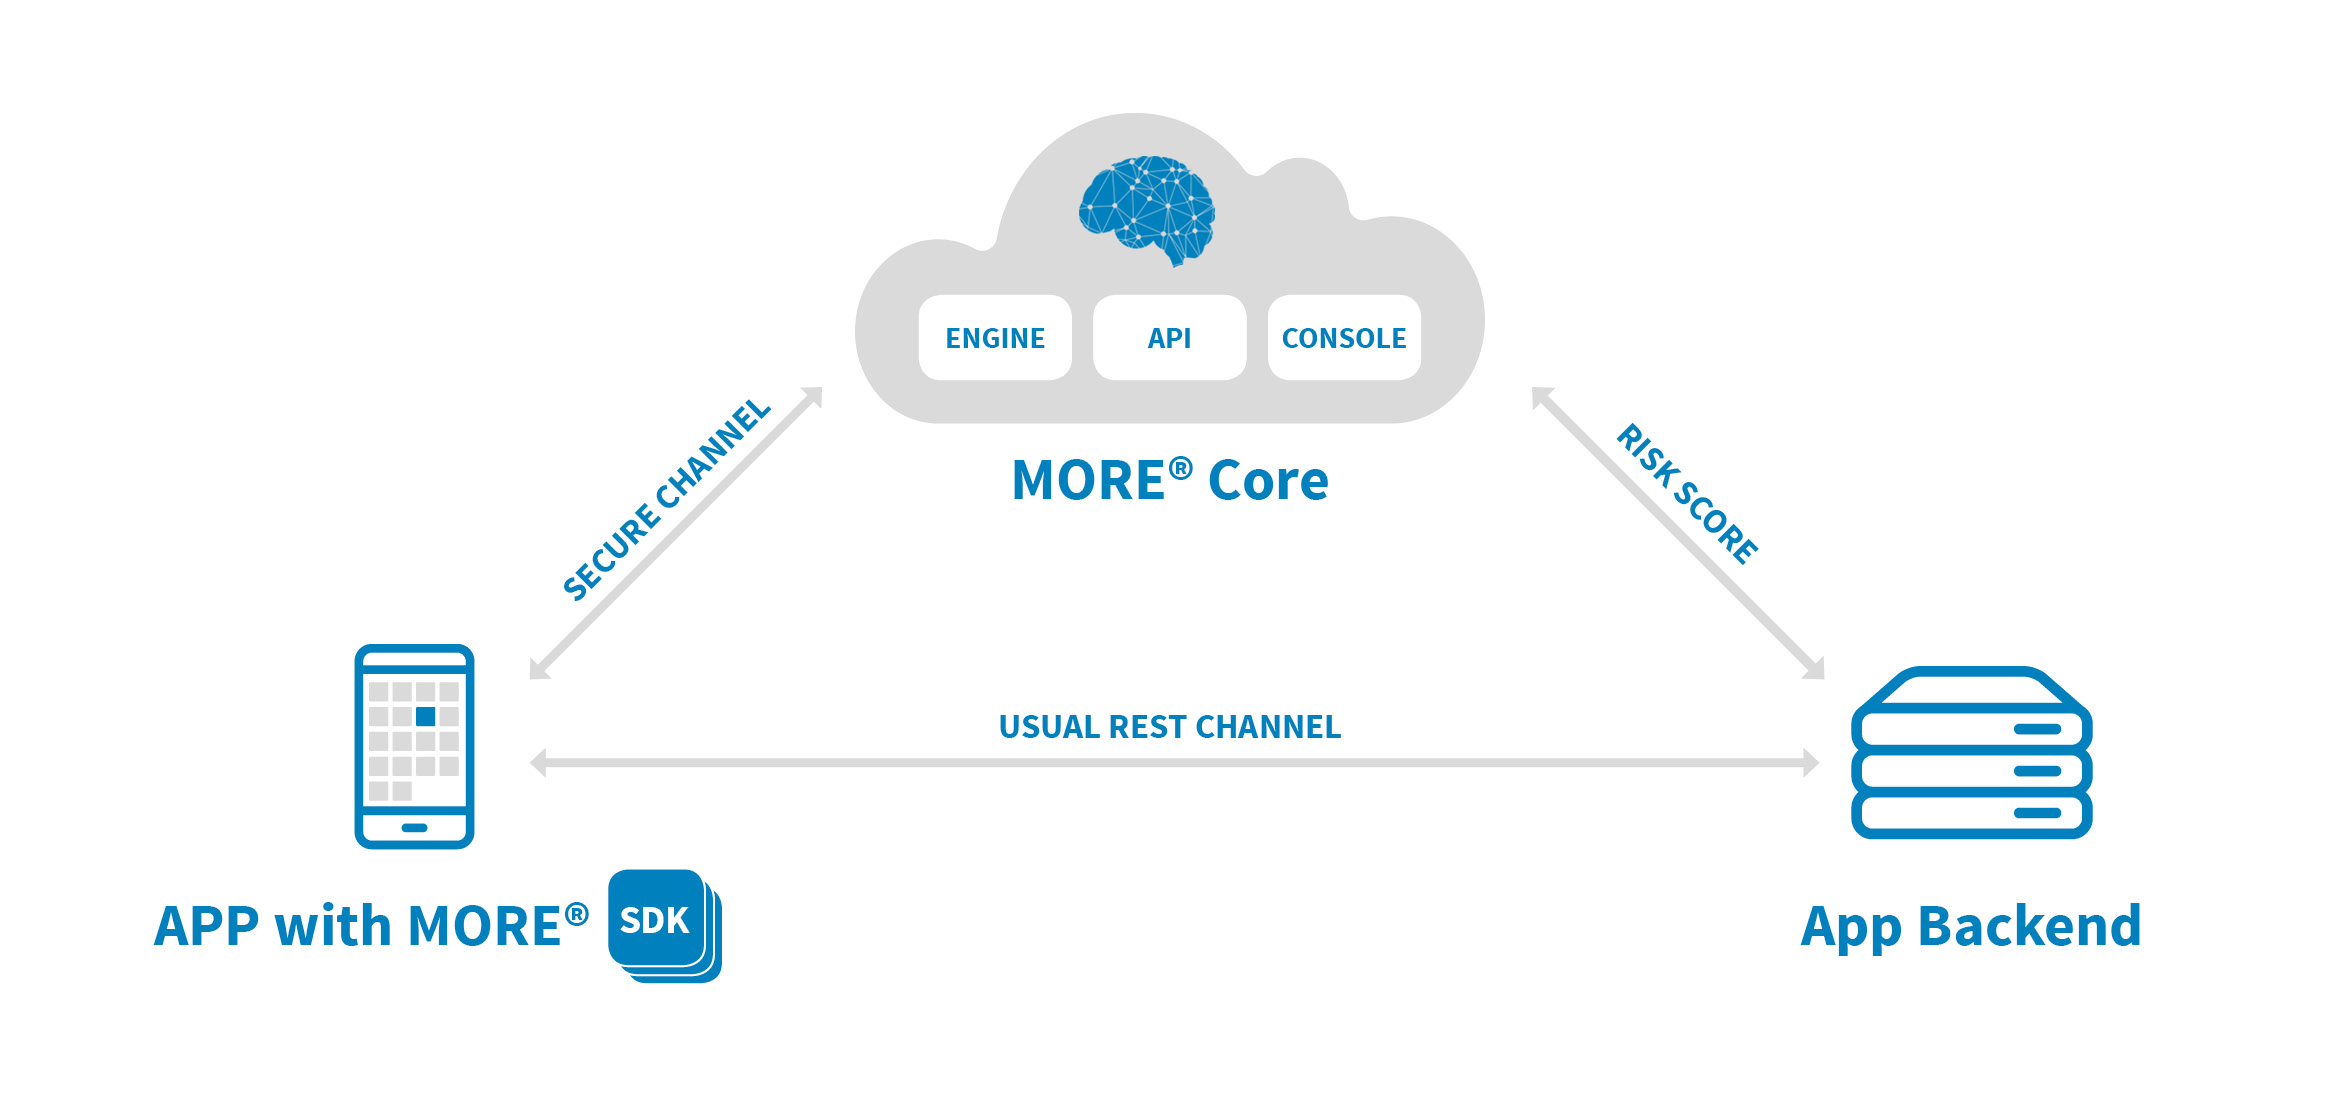 ENGINE
API
CONSOLE
MORE® Core
SECURE CHANNEL
RISK SCORE
USUAL REST CHANNEL
APP with MORE® SDK
App Backend